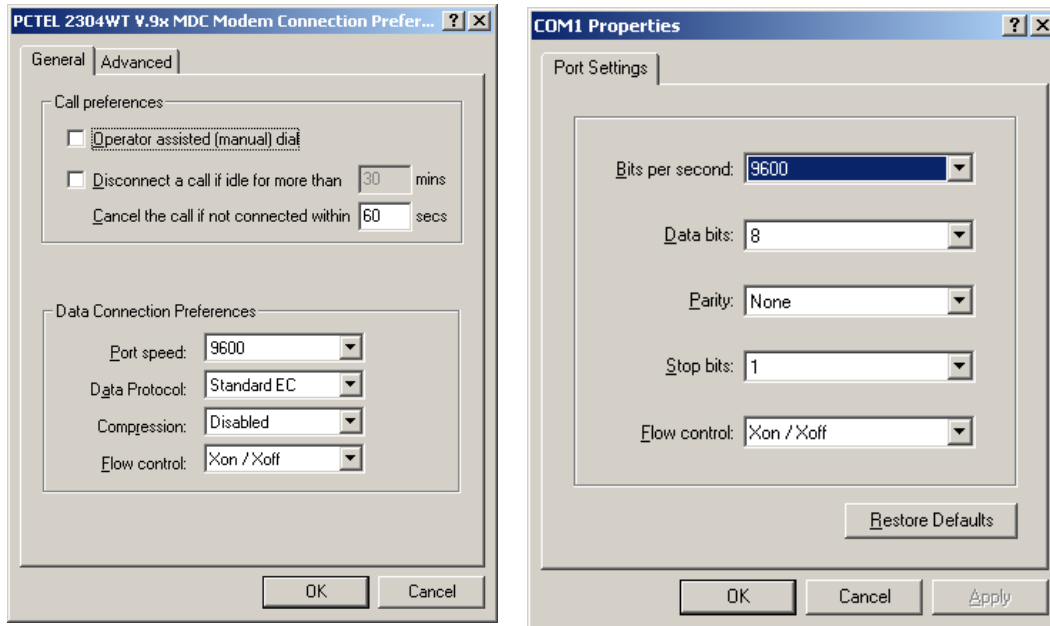 PCTEL 2304WT V.9x MDC Modem Connection Prefer...
General
Advanced
Call preferences
Operator assisted (manual) dial
Disconnect a call if idle for more than 30 mins
Cancel the call if not connected within 60 secs
Data Connection Preferences
Port speed: 9600
Data Protocol: Standard EC
Compression: Disabled
Flow control: Xon / Xoff
OK
Cancel
COM1 Properties
Port Settings
Bits per second: 9600
Data bits: 8
Parity: None
Stop bits: 1
Flow control: Xon / Xoff
Restore Defaults
OK
Cancel
Apply